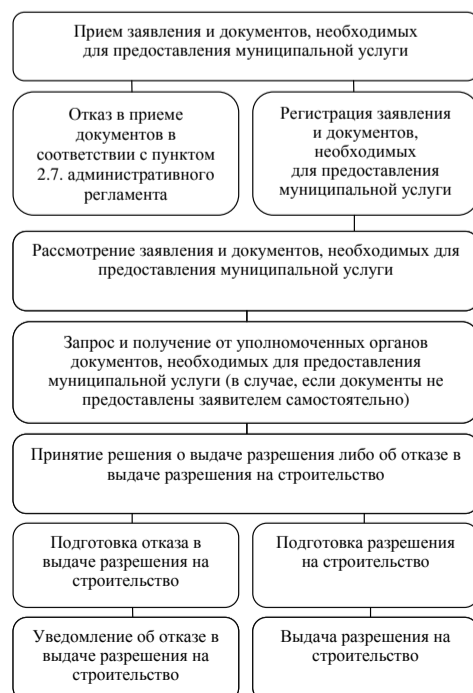 Прием заявления и документов, необходимых
для предоставления муниципальной услуги
Отказ в приеме
документов в
соответствии с пунктом
2.7. административного
регламента
Регистрация заявления
и документов,
необходимых
для предоставления
муниципальной услуги
Рассмотрение заявления и документов, необходимых для
предоставления муниципальной услуги
Запрос и получение от уполномоченных органов
документов, необходимых для предоставления
муниципальной услуги (в случае, если документы не
предоставлены заявителем самостоятельно)
Принятие решения о выдаче разрешения либо об отказе в
выдаче разрешения на строительство
Подготовка отказа в
выдаче разрешения на
строительство
Подготовка разрешения
на строительство
Уведомление об отказе в
выдаче разрешения на
строительство
Выдача разрешения на
строительство